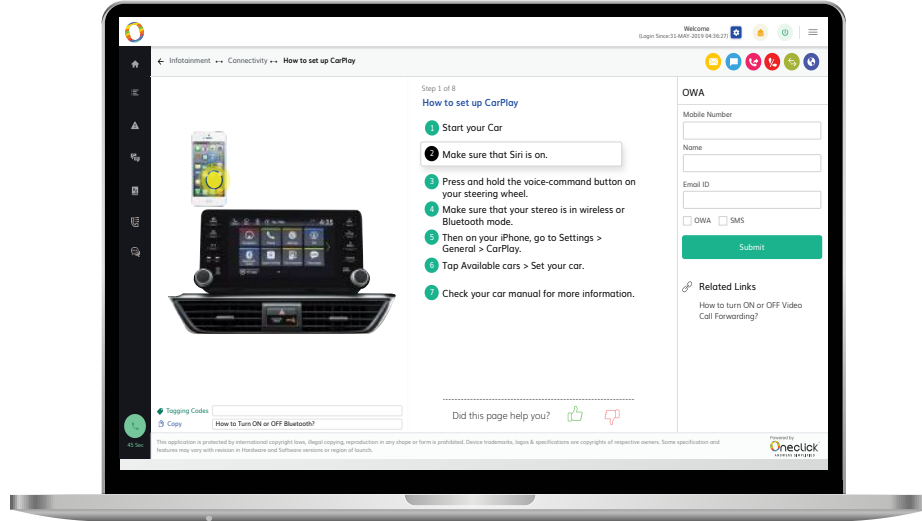 Welcome
(Login Since:31-MAY-2019 04:36:27)
Infotainment ↔ Connectivity ↔ How to set up CarPlay
Step 1 of 8
How to set up CarPlay
1 Start your Car
2 Make sure that Siri is on.
3 Press and hold the voice-command button on
your steering wheel.
4 Make sure that your stereo is in wireless or
Bluetooth mode.
5 Then on your iPhone, go to Settings >
General > CarPlay.
6 Tap Available cars > Set your car.
7 Check your car manual for more information.
4:35
Did this page help you?
Tagging Codes
Copy
How to Turn ON or OFF Bluetooth?
OWA
Mobile Number
Name
Email ID
OWA
SMS
Submit
Related Links
How to turn ON or OFF Video
Call Forwarding?
45 Sec
This application is protected by international copyright laws, illegal copying, reproduction in any shape or form is prohibited. Device trademarks, logos & specifications are copyrights of respective owners. Some specification and
features may vary with revision in Hardware and Software versions or region of launch.
Powered by
Oneclick